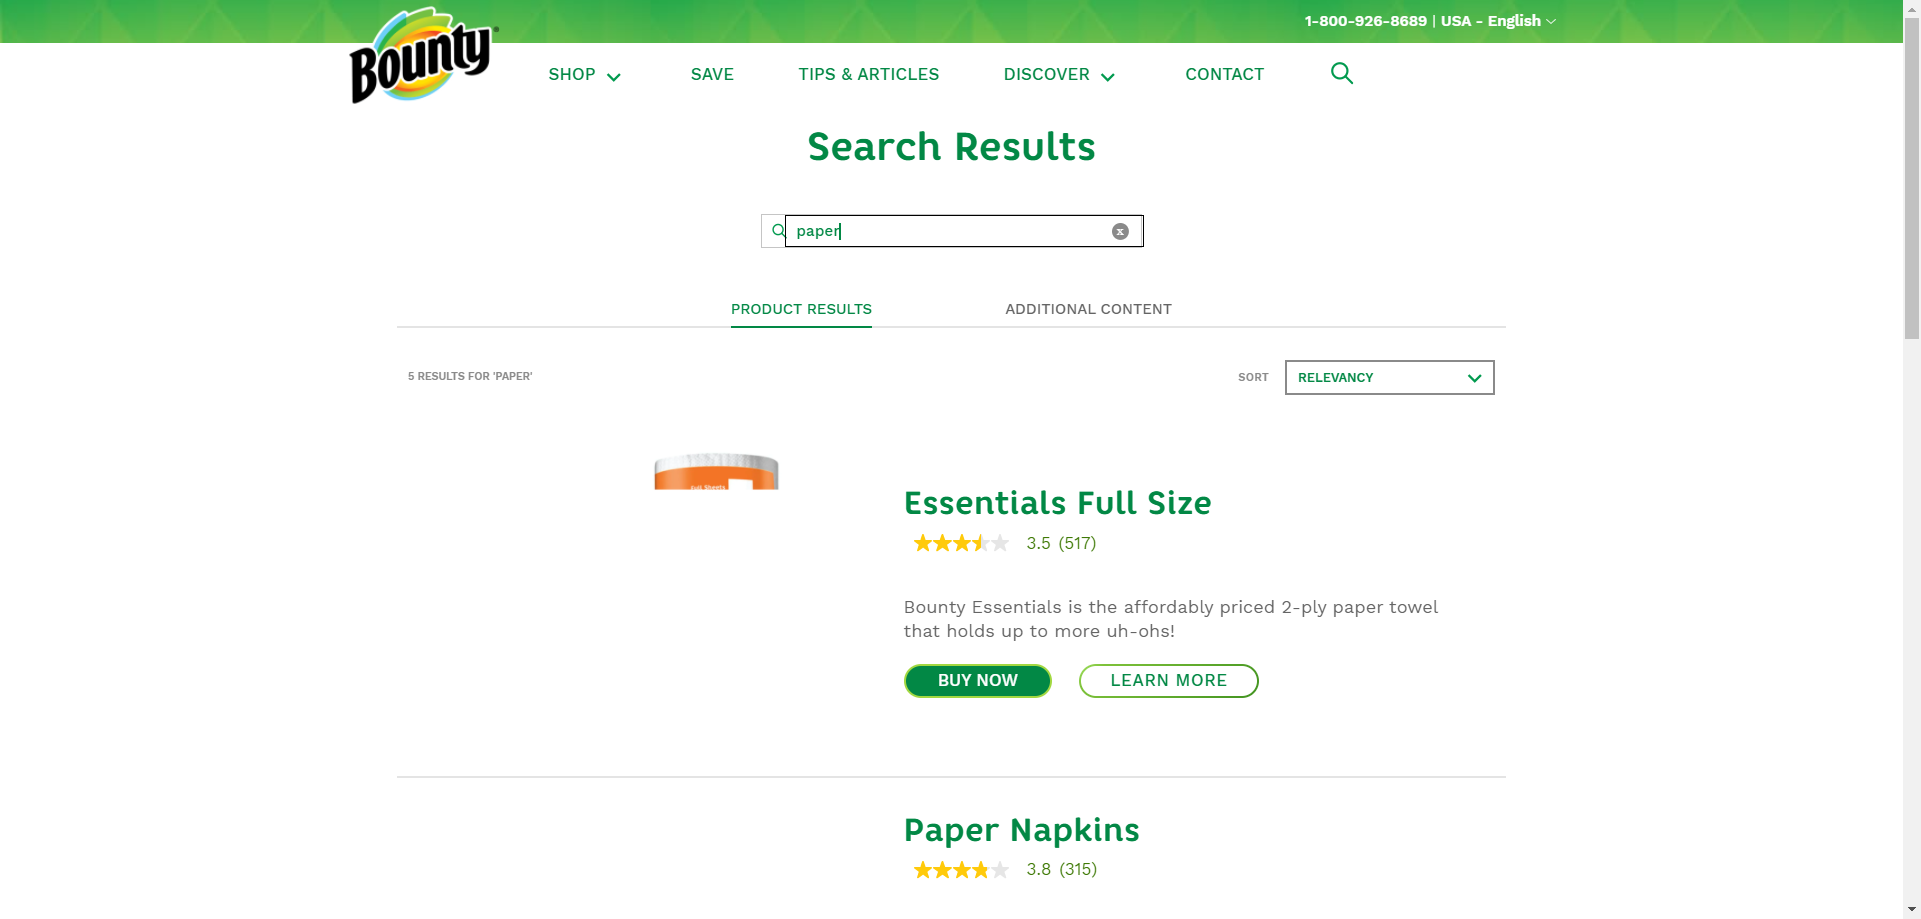 1-800-926-8689 | USA - English
Bounty®
SHOP
SAVE
TIPS & ARTICLES
DISCOVER
CONTACT
Search Results
paper
x
PRODUCT RESULTS
ADDITIONAL CONTENT
5 RESULTS FOR 'PAPER'
SORT
RELEVANCY
Full Sheets
Essentials Full Size
3.5 (517)
Bounty Essentials is the affordably priced 2-ply paper towel
that holds up to more uh-ohs!
BUY NOW
LEARN MORE
Paper Napkins
3.8 (315)